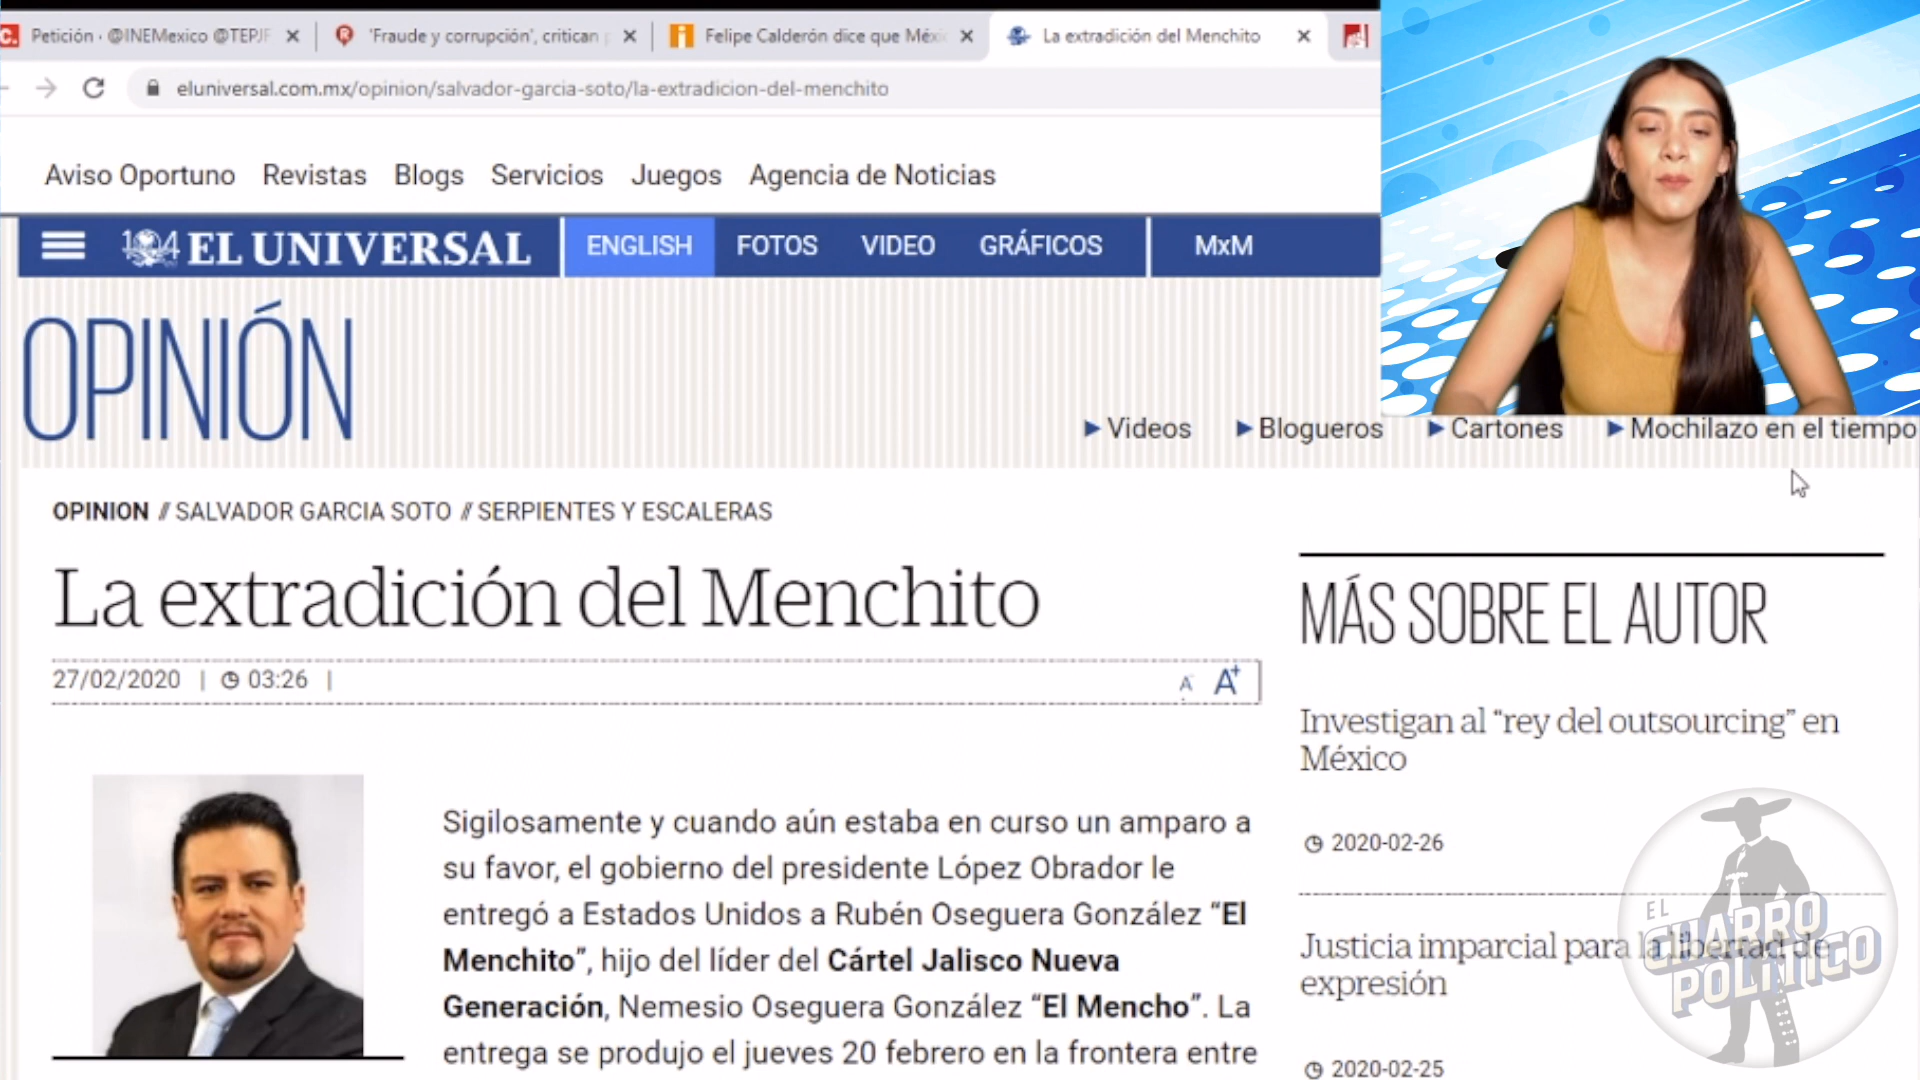 Petición · @INEMexico @TEPJF
'Fraude y corrupción', critican
Felipe Calderón dice que Méxic
La extradición del Menchito
eluniversal.com.mx/opinion/salvador-garcia-soto/la-extradicion-del-menchito
Aviso Oportuno Revistas Blogs Servicios Juegos Agencia de Noticias
104 EL UNIVERSAL ENGLISH FOTOS VIDEO GRÁFICOS MxM
OPINIÓN
Videos Blogueros Cartones Mochilazo en el tiempo
OPINION // SALVADOR GARCIA SOTO // SERPIENTES Y ESCALERAS
La extradición del Menchito
27/02/2020 | 03:26 |
A- A+
Sigilosamente y cuando aún estaba en curso un amparo a
su favor, el gobierno del presidente López Obrador le
entregó a Estados Unidos a Rubén Oseguera González “El
Menchito”, hijo del líder del Cártel Jalisco Nueva
Generación, Nemesio Oseguera González “El Mencho”. La
entrega se produjo el jueves 20 febrero en la frontera entre
MÁS SOBRE EL AUTOR
Investigan al “rey del outsourcing” en
México
2020-02-26
Justicia imparcial para la libertad de
expresión
2020-02-25
EL
CHARRO
POLÍTICO